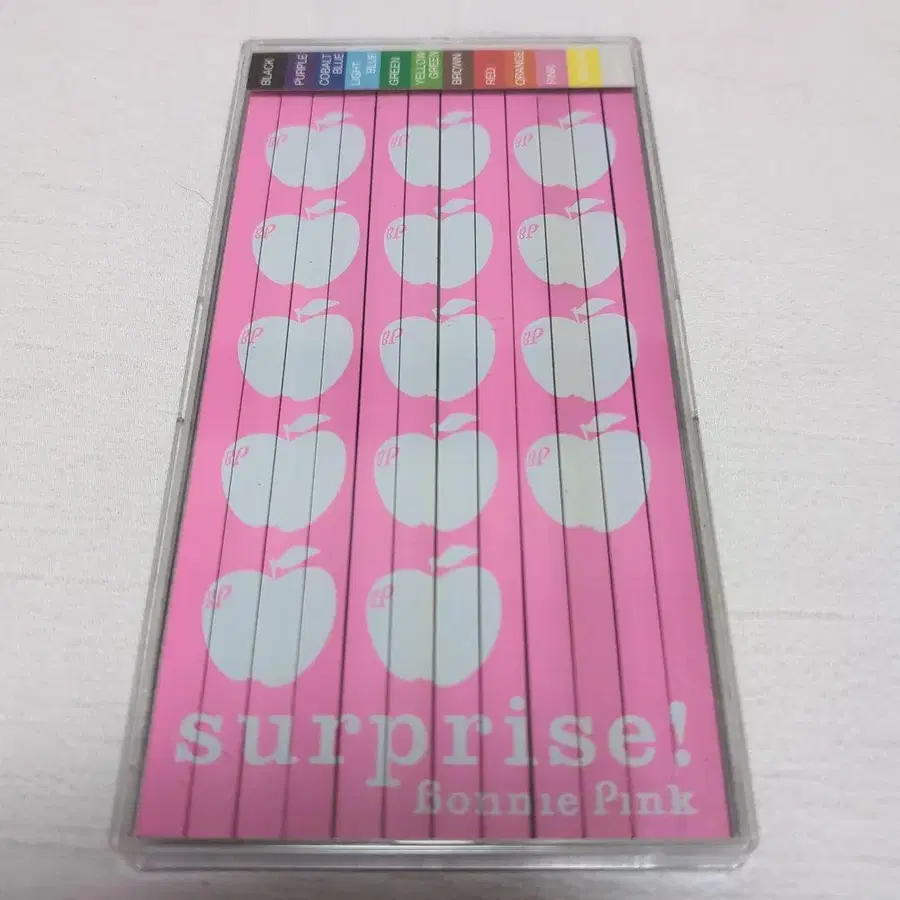 BLACK
PURPLE
COBALT
BLUE
LIGHT
BLUE
GREEN
YELLOW
GREEN
BROWN
RED
ORANGE
PINK
surprise!
Bonnie Pink